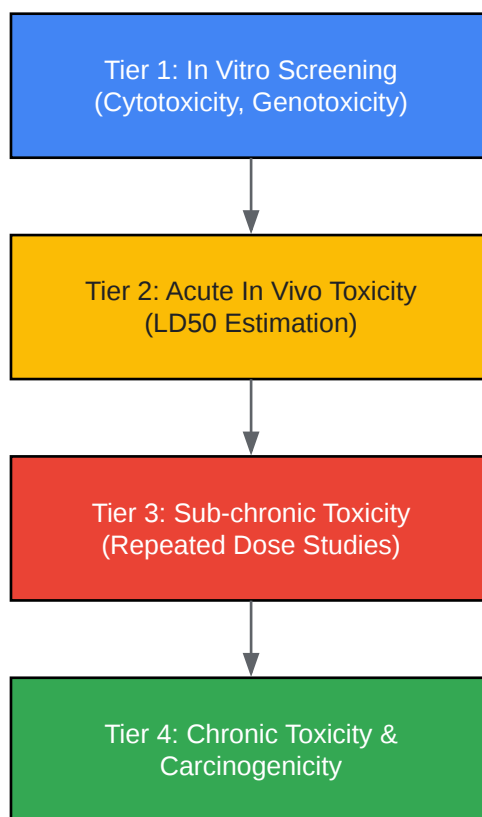 Tier 1: In Vitro Screening
(Cytotoxicity, Genotoxicity)
Tier 2: Acute In Vivo Toxicity
(LD50 Estimation)
Tier 3: Sub-chronic Toxicity
(Repeated Dose Studies)
Tier 4: Chronic Toxicity &
Carcinogenicity